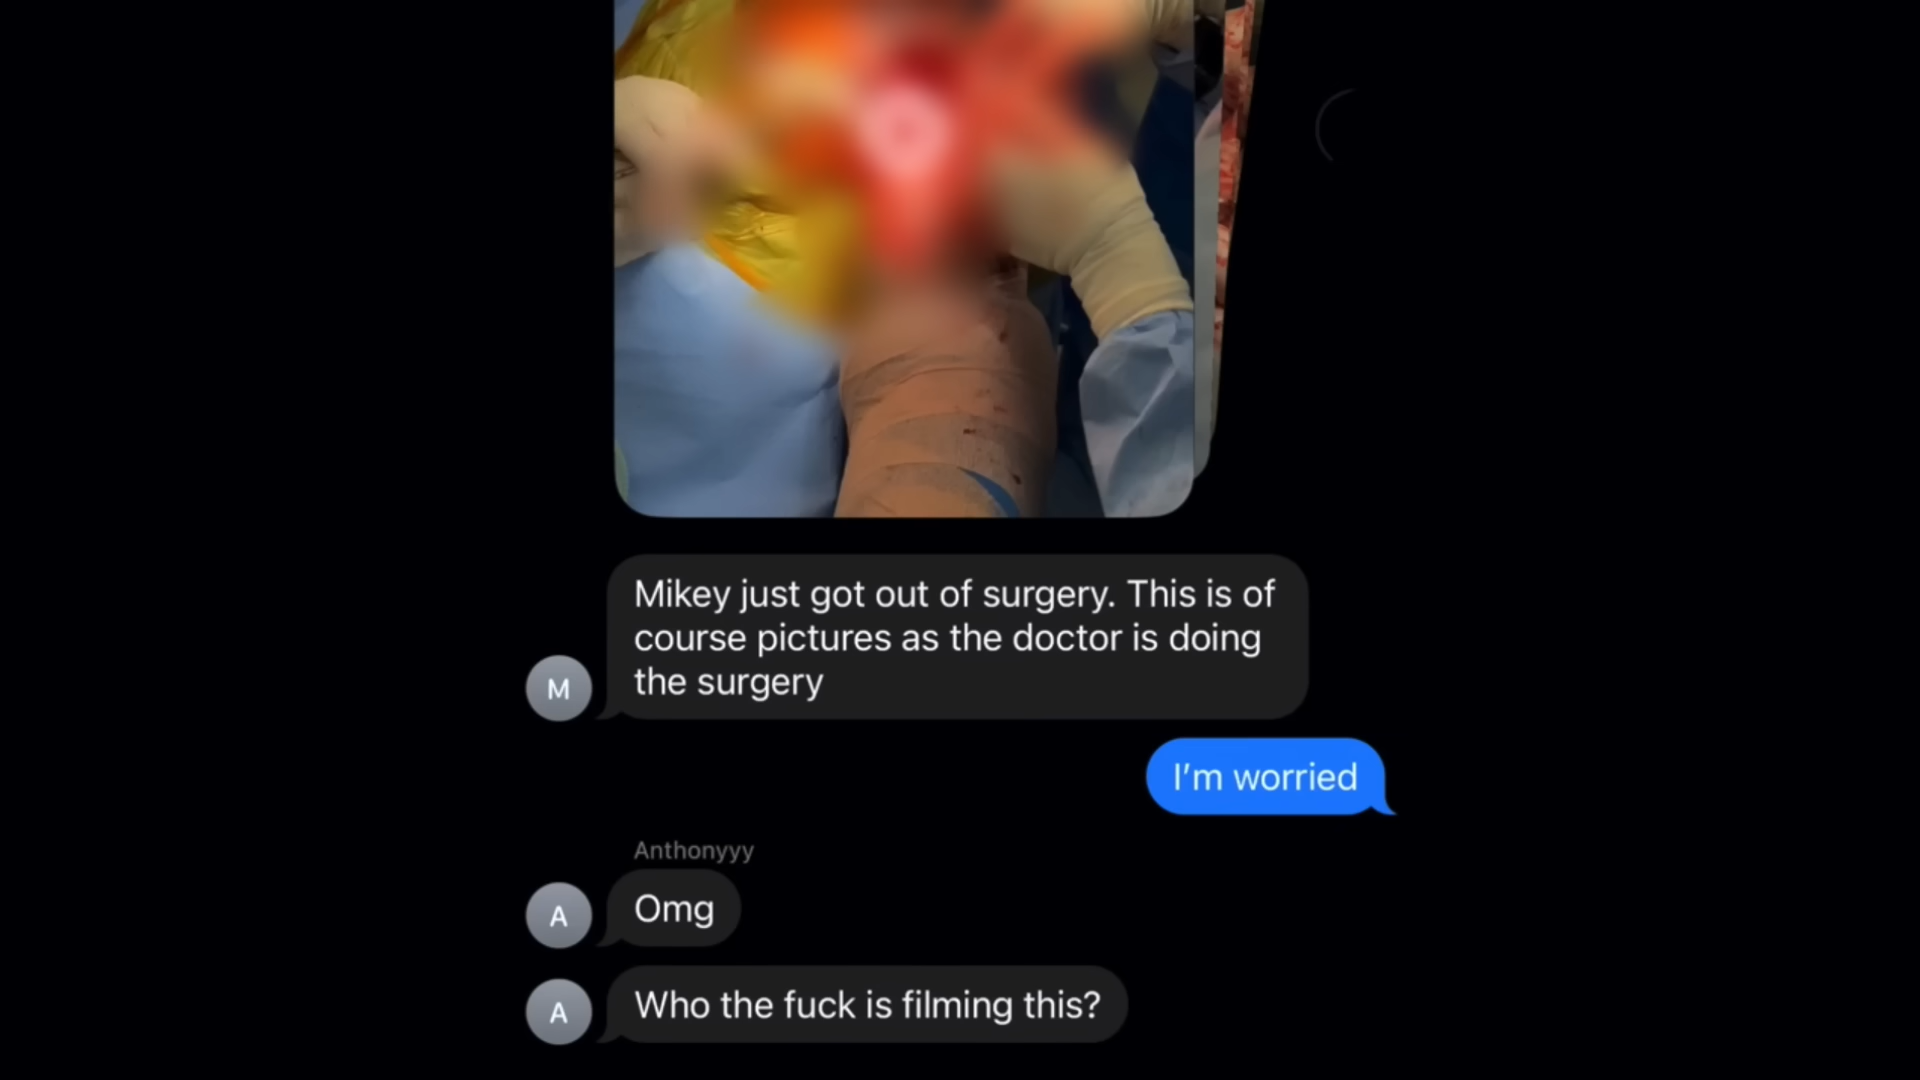 Mikey just got out of surgery. This is of
course pictures as the doctor is doing
the surgery
M
I'm worried
Anthonyyy
Omg
A
Who the fuck is filming this?
A